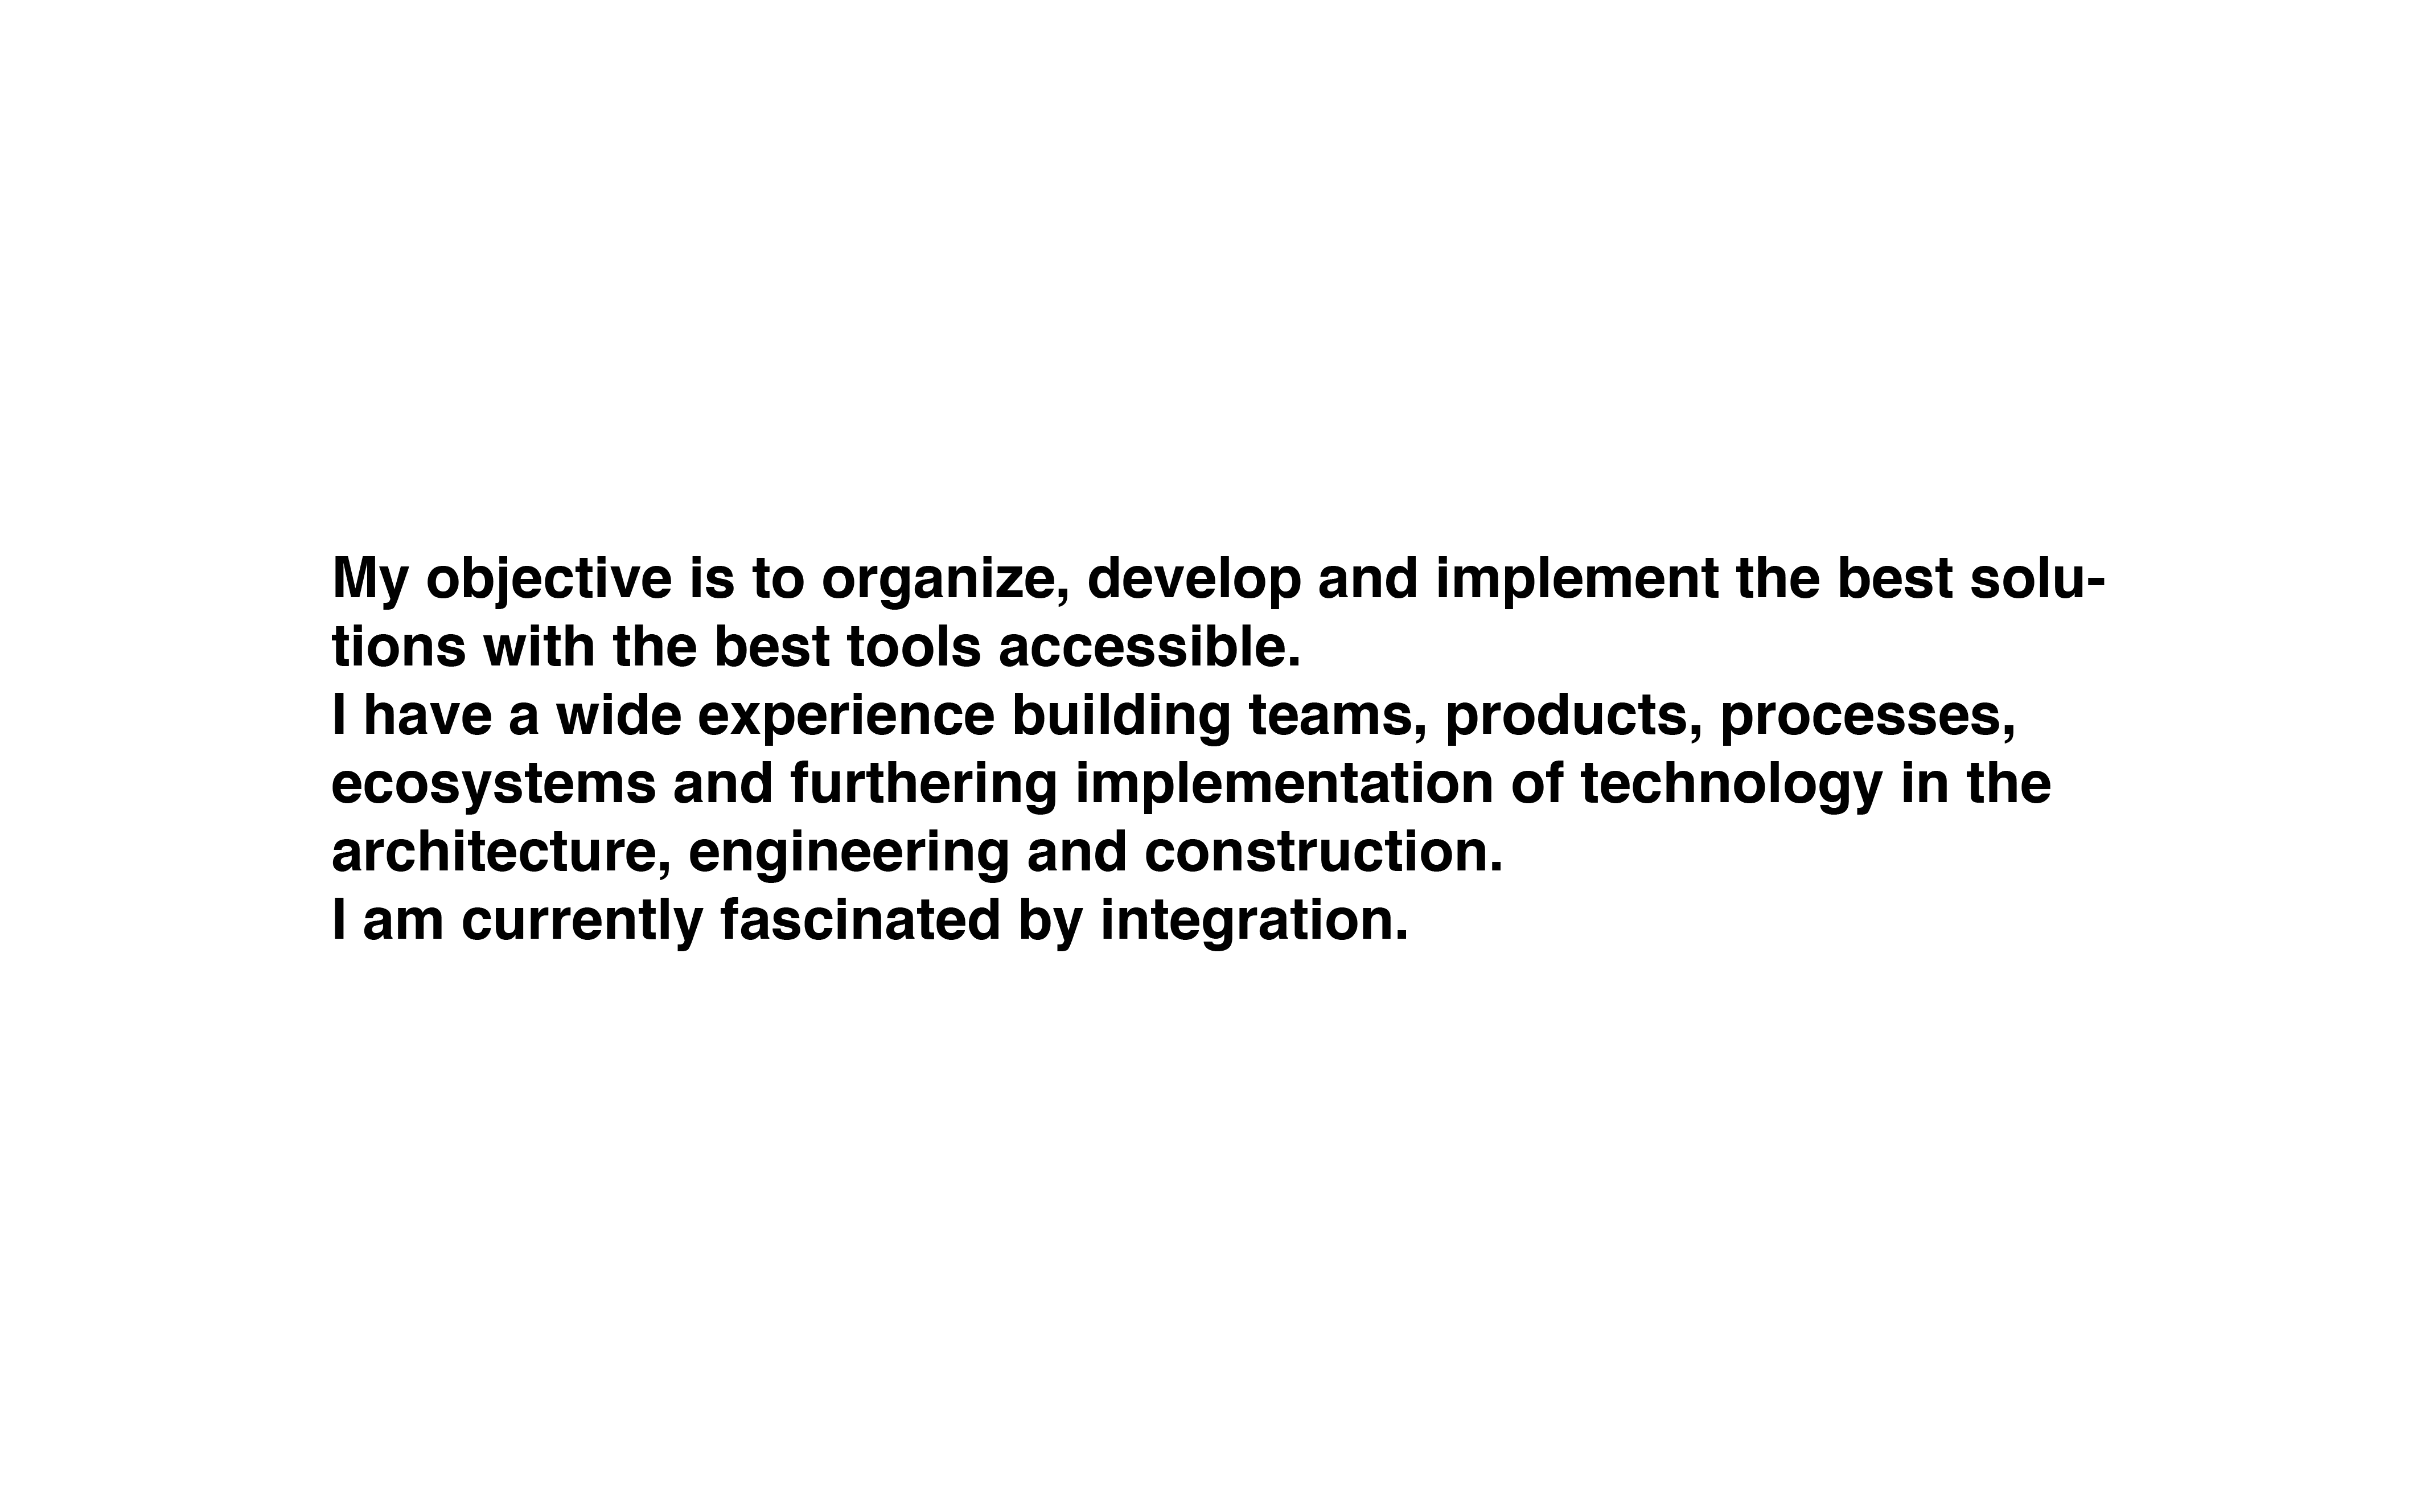 My objective is to organize, develop and implement the best solu-
tions with the best tools accessible.
I have a wide experience building teams, products, processes,
ecosystems and furthering implementation of technology in the
architecture, engineering and construction.
I am currently fascinated by integration.